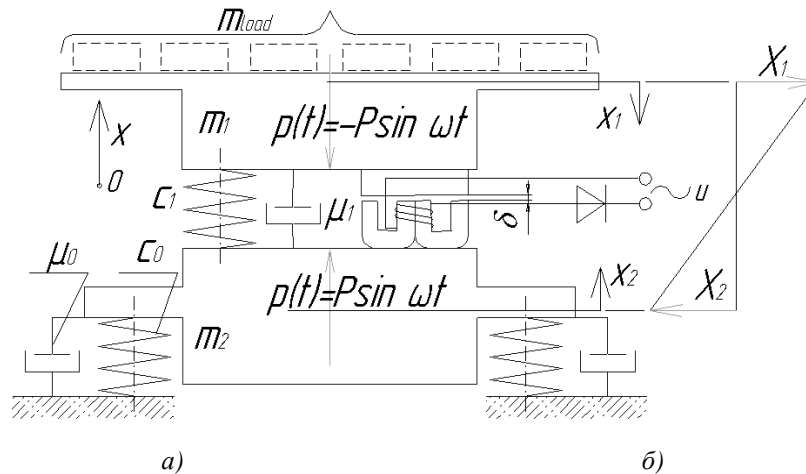 m_load
m₁
p(t)=-Psin ωt
X₁
x₁
x
0
c₁
μ₁
δ
u
μ₀
c₀
m₂
p(t)=Psin ωt
x₂
X₂
а)
б)